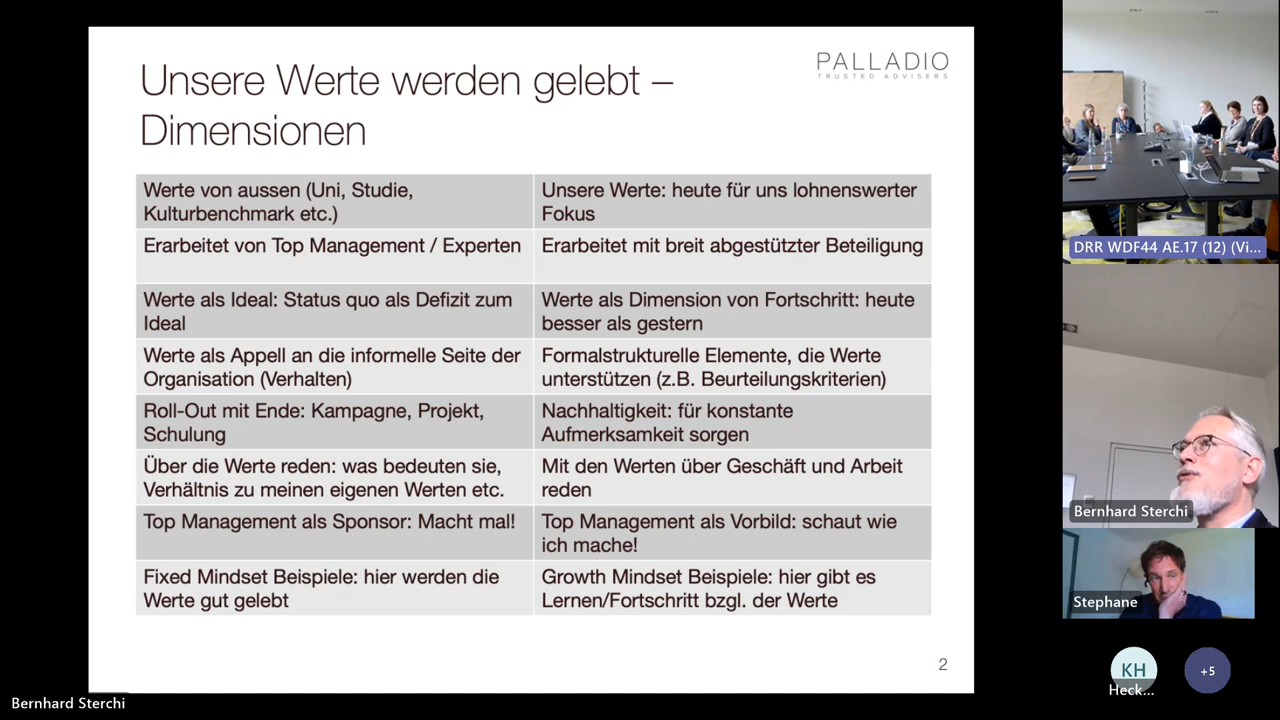 Unsere Werte werden gelebt –
Dimensionen
PALLADIO
TRUSTED ADVISERS
Werte von aussen (Uni, Studie,
Kulturbenchmark etc.)
Unsere Werte: heute für uns lohnenswerter
Fokus
Erarbeitet von Top Management / Experten
Erarbeitet mit breit abgestützter Beteiligung
Werte als Ideal: Status quo als Defizit zum
Ideal
Werte als Dimension von Fortschritt: heute
besser als gestern
Werte als Appell an die informelle Seite der
Organisation (Verhalten)
Formalstrukturelle Elemente, die Werte
unterstützen (z.B. Beurteilungskriterien)
Roll-Out mit Ende: Kampagne, Projekt,
Schulung
Nachhaltigkeit: für konstante
Aufmerksamkeit sorgen
Über die Werte reden: was bedeuten sie,
Verhältnis zu meinen eigenen Werten etc.
Mit den Werten über Geschäft und Arbeit
reden
Top Management als Sponsor: Macht mal!
Top Management als Vorbild: schaut wie
ich mache!
Fixed Mindset Beispiele: hier werden die
Werte gut gelebt
Growth Mindset Beispiele: hier gibt es
Lernen/Fortschritt bzgl. der Werte
2
DRR WDF44 AE.17 (12) (Vi...
Bernhard Sterchi
Stephane
KH
Heck...
+5
Bernhard Sterchi